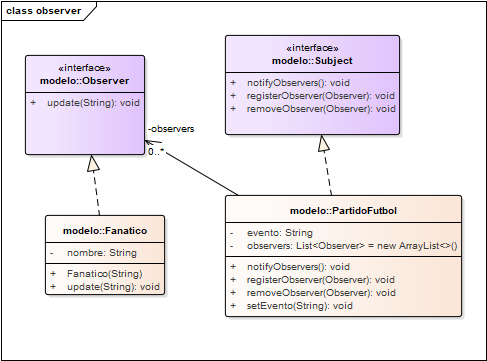 class observer
«interface»
modelo::Observer
+ update(String): void
«interface»
modelo::Subject
+ notifyObservers(): void
+ registerObserver(Observer): void
+ removeObserver(Observer): void
-observers
0..*
modelo::Fanatico
- nombre: String
+ Fanatico(String)
+ update(String): void
modelo::PartidoFutbol
- evento: String
- observers: List<Observer> = new ArrayList<>()
+ notifyObservers(): void
+ registerObserver(Observer): void
+ removeObserver(Observer): void
+ setEvento(String): void